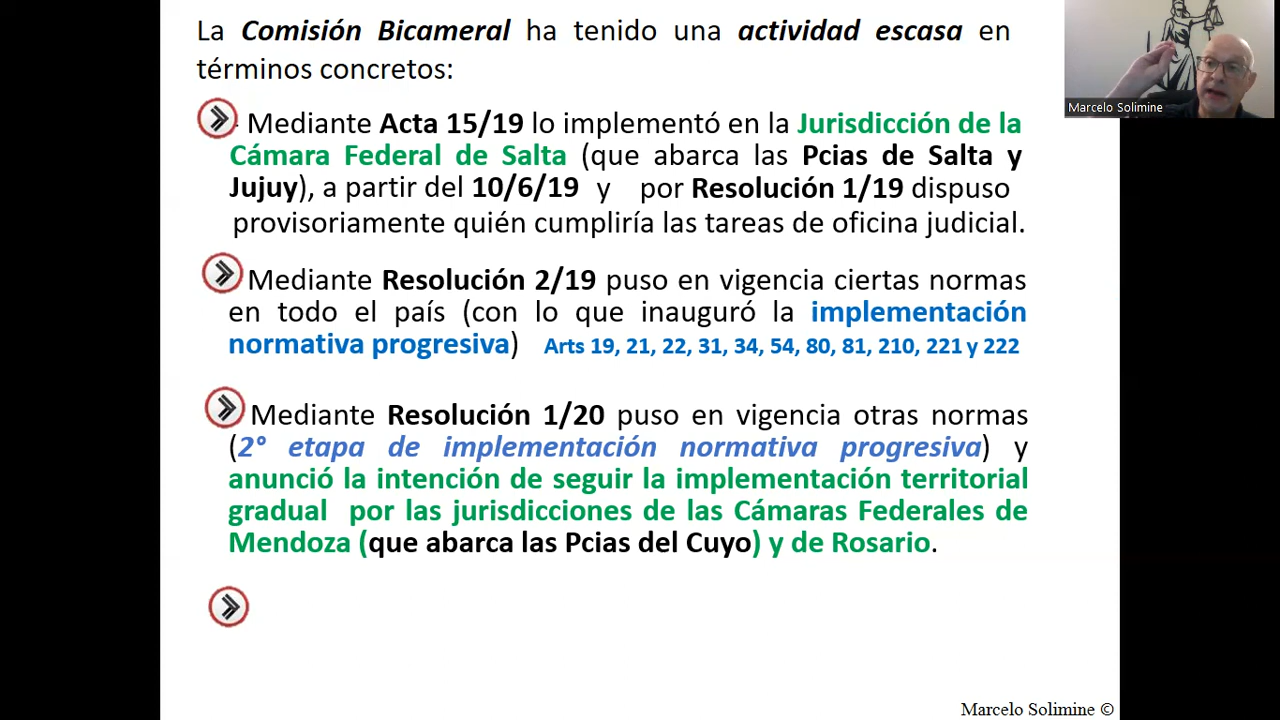 La Comisión Bicameral ha tenido una actividad escasa en
términos concretos:
Marcelo Solimine
Mediante Acta 15/19 lo implementó en la Jurisdicción de la
Cámara Federal de Salta (que abarca las Pcias de Salta y
Jujuy), a partir del 10/6/19 y por Resolución 1/19 dispuso
provisoriamente quién cumpliría las tareas de oficina judicial.
Mediante Resolución 2/19 puso en vigencia ciertas normas
en todo el país (con lo que inauguró la implementación
normativa progresiva) Arts 19, 21, 22, 31, 34, 54, 80, 81, 210, 221 y 222
Mediante Resolución 1/20 puso en vigencia otras normas
(2° etapa de implementación normativa progresiva) y
anunció la intención de seguir la implementación territorial
gradual por las jurisdicciones de las Cámaras Federales de
Mendoza (que abarca las Pcias del Cuyo) y de Rosario.
Marcelo Solimine ©